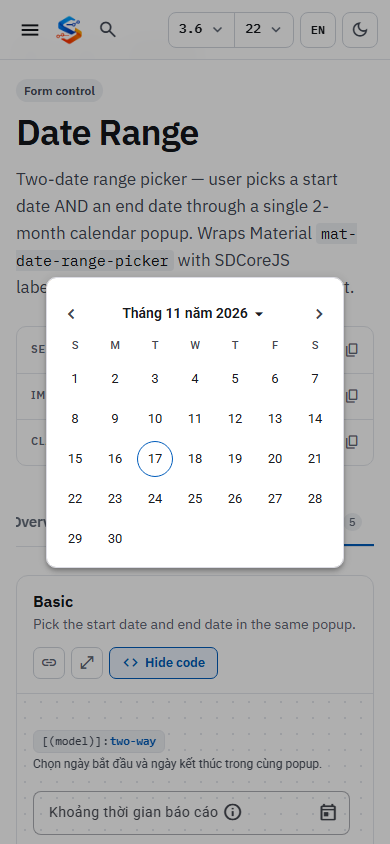 3.6
22
EN
Form control
Date Range
Two-date range picker — user picks a start
date AND an end date through a single 2-
month calendar popup. Wraps Material mat-
date-range-picker with SDCoreJS
labe
t.
Tháng 11 năm 2026
S M T W T F S
1 2 3 4 5 6 7
8 9 10 11 12 13 14
15 16 17 18 19 20 21
22 23 24 25 26 27 28
29 30
SE
IM
CL
Overv
5
Basic
Pick the start date and end date in the same popup.
Hide code
[(model)]:two-way
Chọn ngày bắt đầu và ngày kết thúc trong cùng popup.
Khoảng thời gian báo cáo